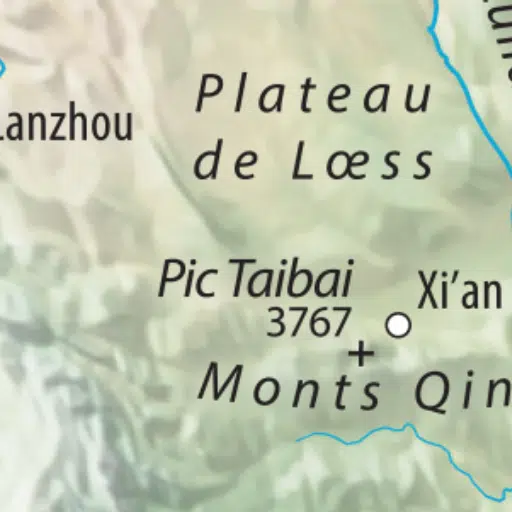 Plateau
Lanzhou
de Lœss
Pic Taibai
Xi'an
3767
Monts Qin